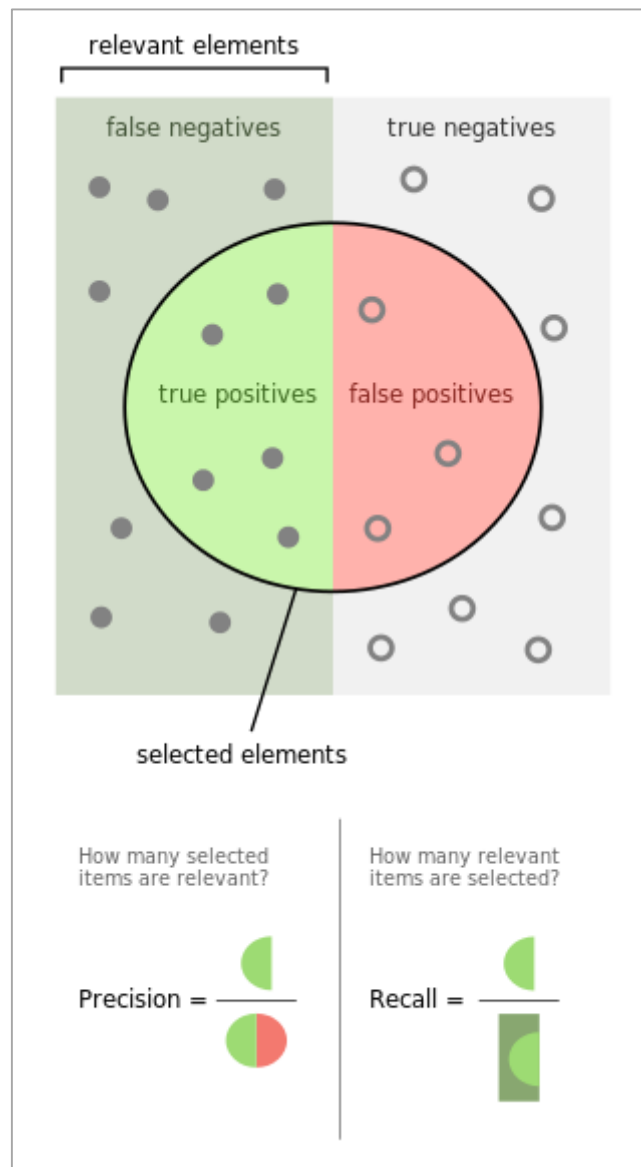 relevant elements
false negatives
true negatives
true positives
false positives
selected elements
How many selected
items are relevant?
How many relevant
items are selected?
Precision =
Recall =